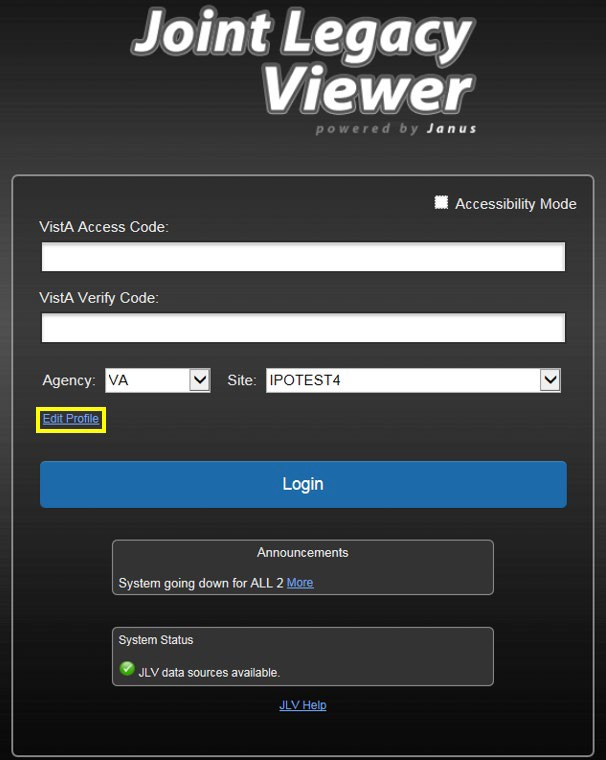 Joint Legacy
Viewer
powered by Janus
Accessibility Mode
VistA Access Code:
VistA Verify Code:
Agency: VA Site: IPOTEST4
Edit Profile
Login
Announcements
System going down for ALL 2 More
System Status
JLV data sources available.
JLV Help